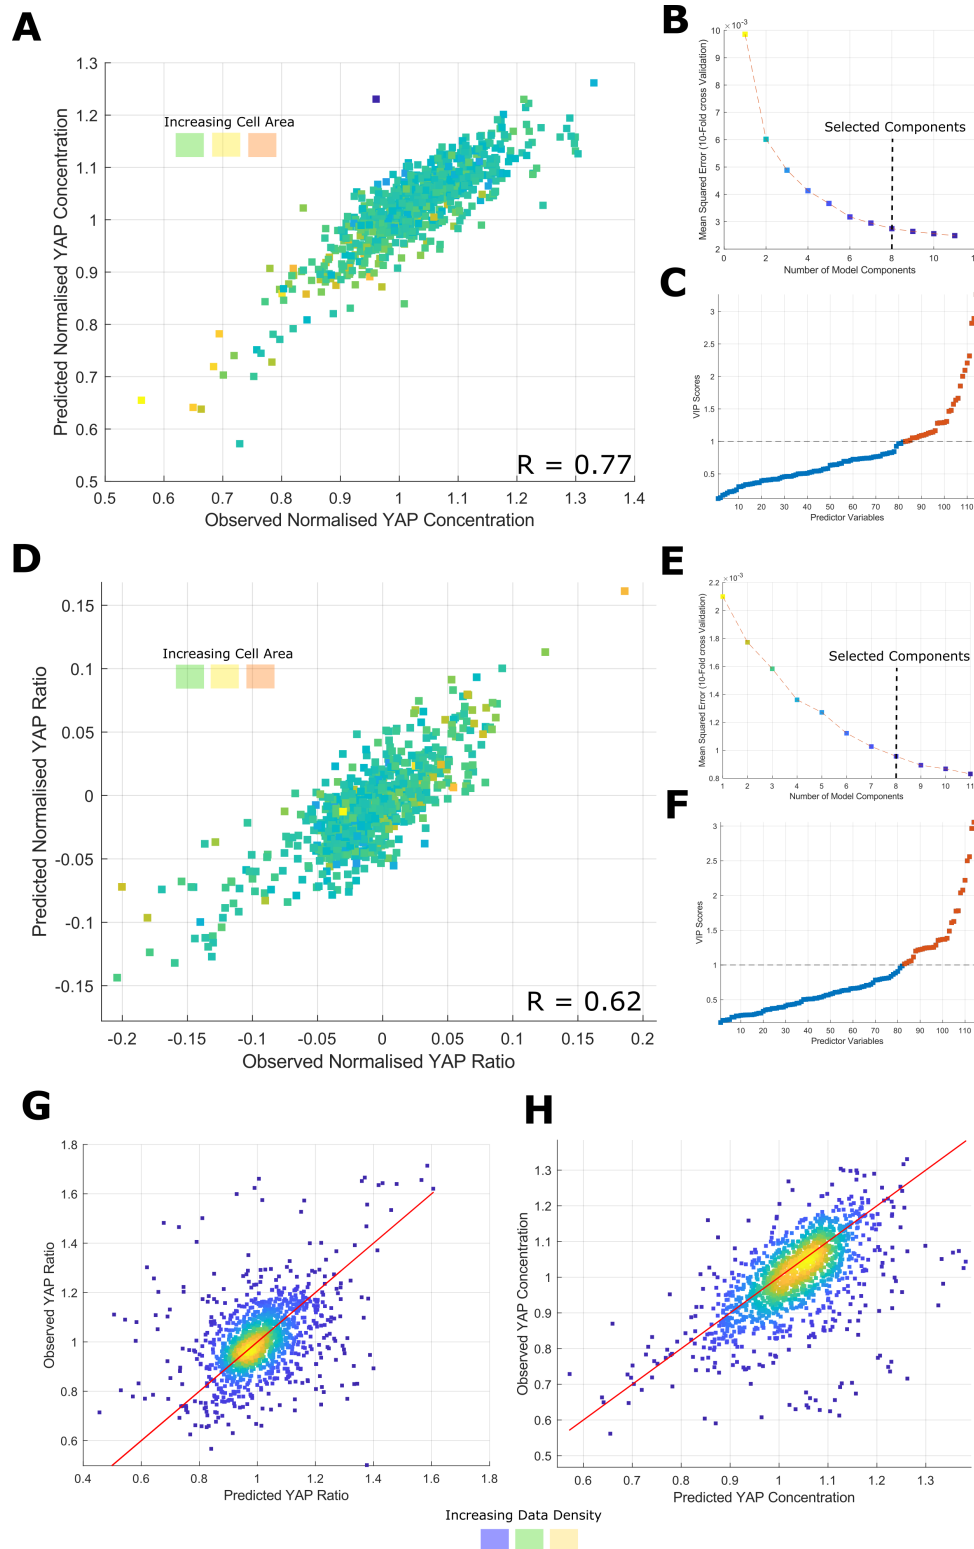 A
1.3
1.2
1.1
1
0.9
0.8
0.7
0.6
0.5
0.5 0.6 0.7 0.8 0.9 1 1.1 1.2 1.3 1.4
Predicted Normalised YAP Concentration
Observed Normalised YAP Concentration
Increasing Cell Area
R = 0.77
B
×10⁻³
10
9
8
7
6
5
4
3
2
0 2 4 6 8 10
Mean Squared Error (10-Fold cross Validation)
Number of Model Components
Selected Components
C
3
2.5
2
1.5
1
0.5
10 20 30 40 50 60 70 80 90 100 110
VIP Scores
Predictor Variables
D
0.15
0.1
0.05
0
-0.05
-0.1
-0.15
-0.2 -0.15 -0.1 -0.05 0 0.05 0.1 0.15 0.2
Predicted Normalised YAP Ratio
Observed Normalised YAP Ratio
Increasing Cell Area
R = 0.62
E
×10⁻³
2.2
2
1.8
1.6
1.4
1.2
1
0.8
1 2 3 4 5 6 7 8 9 10 11
Mean Squared Error (10-Fold cross Validation)
Number of Model Components
Selected Components
F
3
2.5
2
1.5
1
0.5
10 20 30 40 50 60 70 80 90 100 110
VIP Scores
Predictor Variables
G
1.8
1.6
1.4
1.2
1
0.8
0.6
0.4 0.6 0.8 1 1.2 1.4 1.6 1.8
Observed YAP Ratio
Predicted YAP Ratio
H
1.3
1.2
1.1
1
0.9
0.8
0.7
0.6
0.5
0.6 0.7 0.8 0.9 1 1.1 1.2 1.3
Observed YAP Concentration
Predicted YAP Concentration
Increasing Data Density